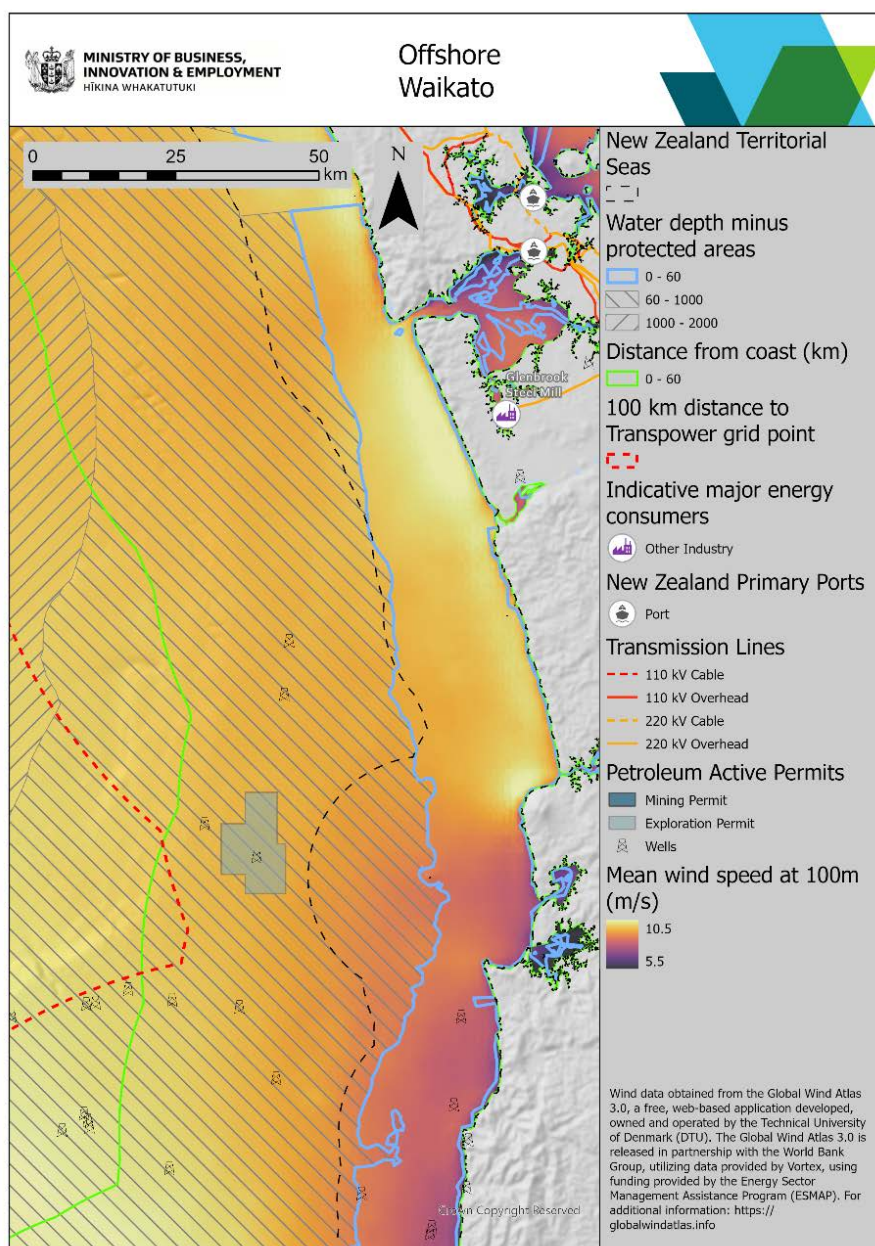 MINISTRY OF BUSINESS,
INNOVATION & EMPLOYMENT
HĪKINA WHAKATUTUKI
Offshore
Waikato
0 25 50
km
N
Glenbrook
Steel Mill
Crown Copyright Reserved
New Zealand Territorial
Seas
Water depth minus
protected areas
0 - 60
60 - 1000
1000 - 2000
Distance from coast (km)
0 - 60
100 km distance to
Transpower grid point
Indicative major energy
consumers
Other Industry
New Zealand Primary Ports
Port
Transmission Lines
110 kV Cable
110 kV Overhead
220 kV Cable
220 kV Overhead
Petroleum Active Permits
Mining Permit
Exploration Permit
Wells
Mean wind speed at 100m
(m/s)
10.5
5.5
Wind data obtained from the Global Wind Atlas
3.0, a free, web-based application developed,
owned and operated by the Technical University
of Denmark (DTU). The Global Wind Atlas 3.0 is
released in partnership with the World Bank
Group, utilizing data provided by Vortex, using
funding provided by the Energy Sector
Management Assistance Program (ESMAP). For
additional information: https://
globalwindatlas.info